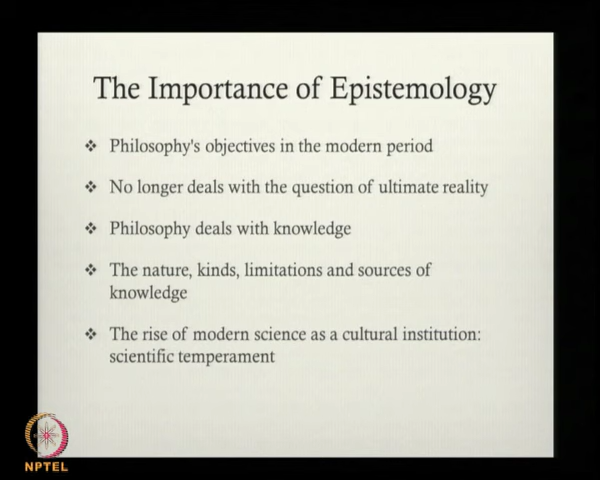 The Importance of Epistemology
❖ Philosophy's objectives in the modern period
❖ No longer deals with the question of ultimate reality
❖ Philosophy deals with knowledge
❖ The nature, kinds, limitations and sources of
knowledge
❖ The rise of modern science as a cultural institution:
scientific temperament
NPTEL